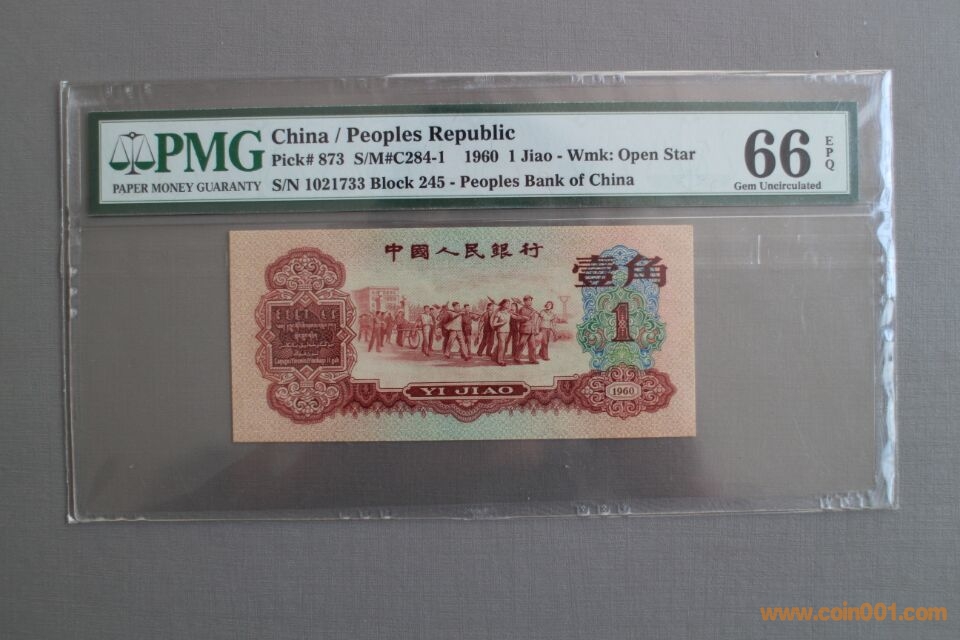 PMG
PAPER MONEY GUARANTY
China / Peoples Republic
Pick# 873 S/M#C284-1 1960 1 Jiao - Wmk: Open Star
S/N 1021733 Block 245 - Peoples Bank of China
66
EPQ
Gem Uncirculated
中國人民銀行
壹角
1
YI JIAO
1960
www.coin001.com